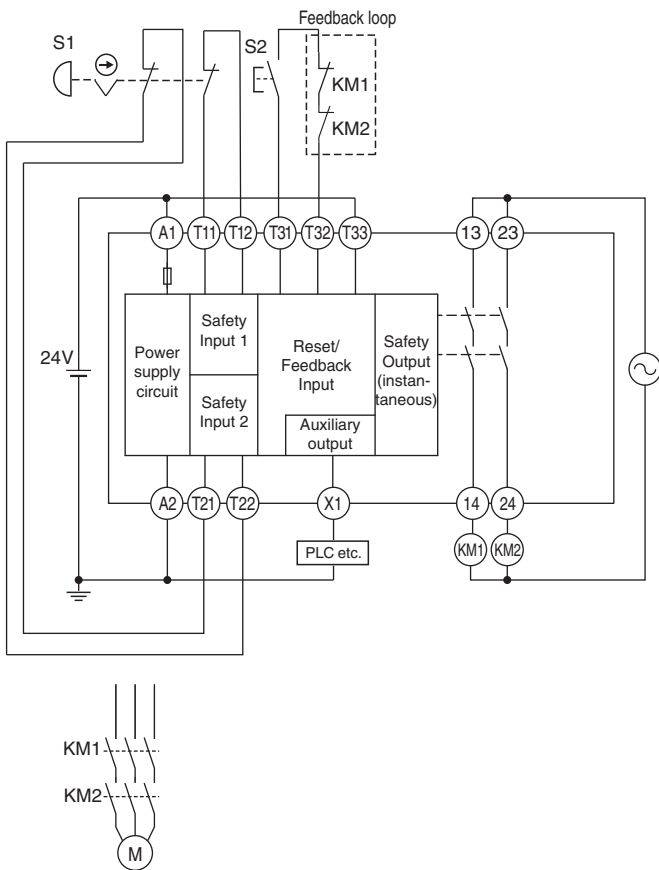 Feedback loop
S1
S2
KM1
KM2
A1
T11
T12
T31
T32
T33
13
23
24V
Power
supply
circuit
Safety
Input 1
Safety
Input 2
Reset/
Feedback
Input
Auxiliary
output
Safety
Output
(instan-
taneous)
A2
T21
T22
X1
14
24
PLC etc.
KM1
KM2
KM1
KM2
M